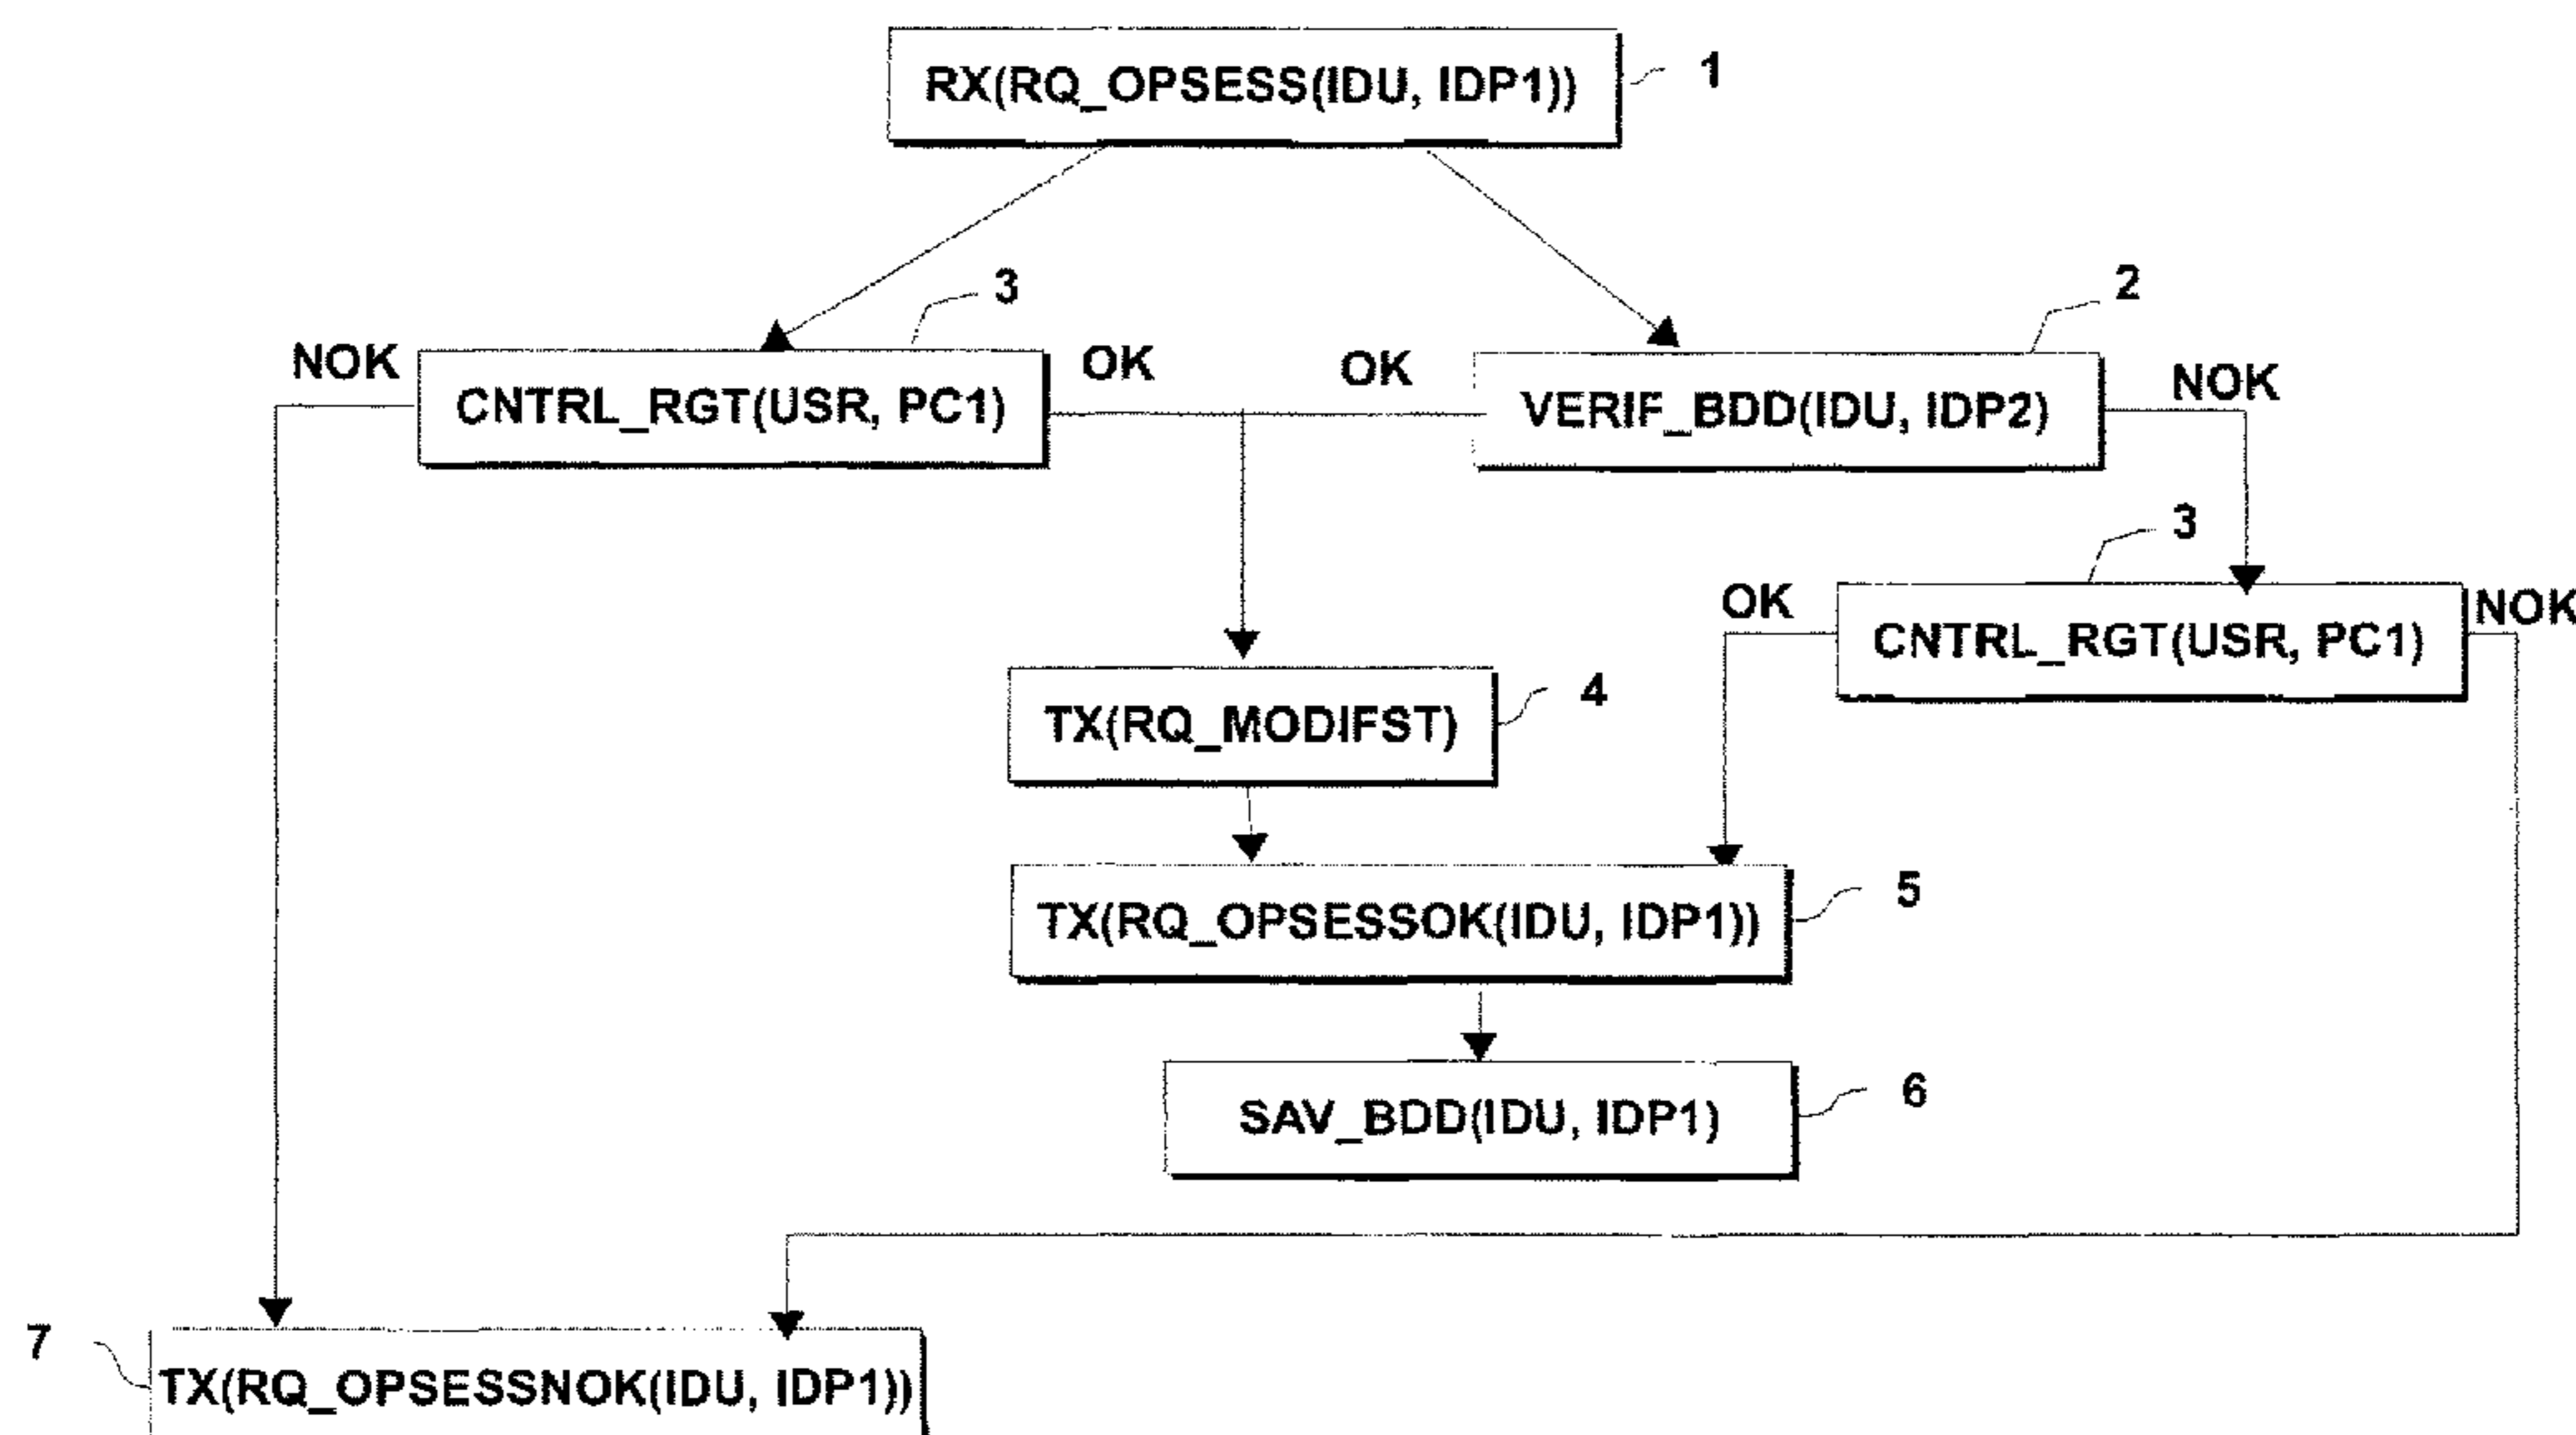 RX(RQ_OPSESS(IDU, IDP1))
1
3
2
NOK
CNTRL_RGT(USR, PC1)
OK
OK
VERIF_BDD(IDU, IDP2)
NOK
3
OK
CNTRL_RGT(USR, PC1)
NOK
TX(RQ_MODIFST)
4
TX(RQ_OPSESSOK(IDU, IDP1))
5
SAV_BDD(IDU, IDP1)
6
7
TX(RQ_OPSESSNOK(IDU, IDP1))